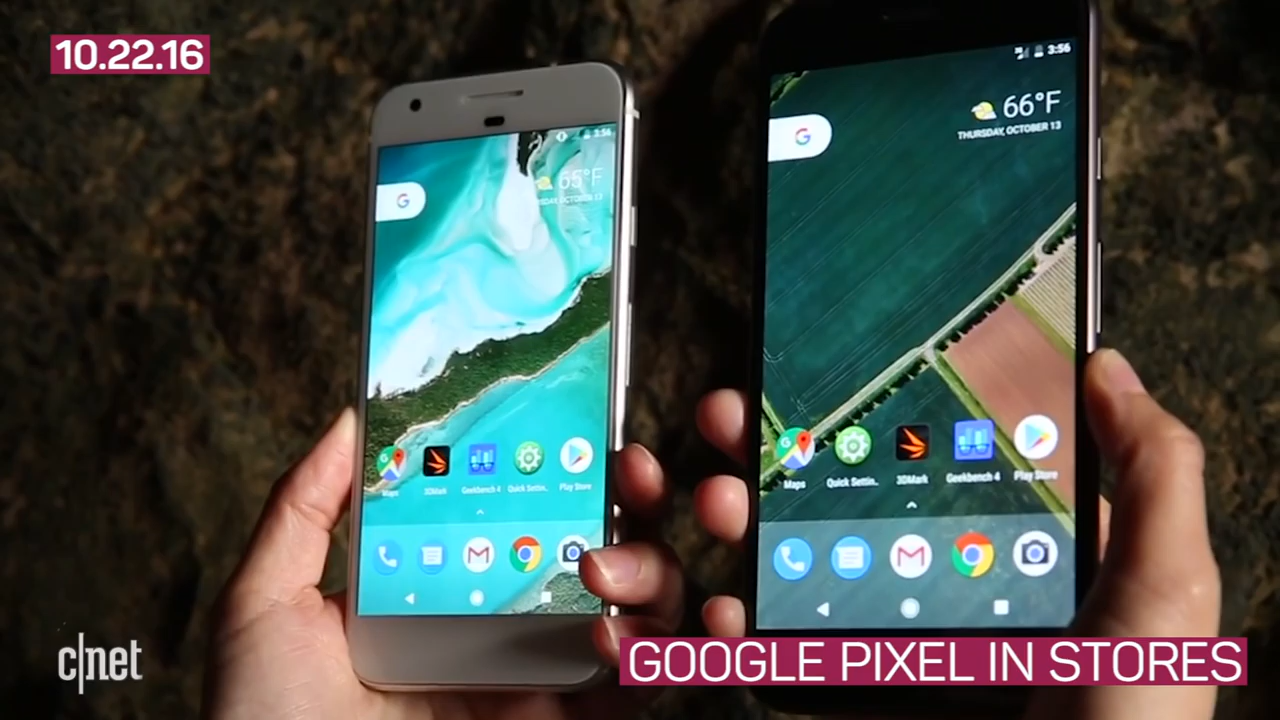 10.22.16
3:56
65°F
G
Maps
3DMark
Geekbench 4
Quick Settin..
Play Store
3:56
66°F
THURSDAY, OCTOBER 13
G
Maps
Quick Settin..
3DMark
Geekbench 4
Play Store
c|net
GOOGLE PIXEL IN STORES